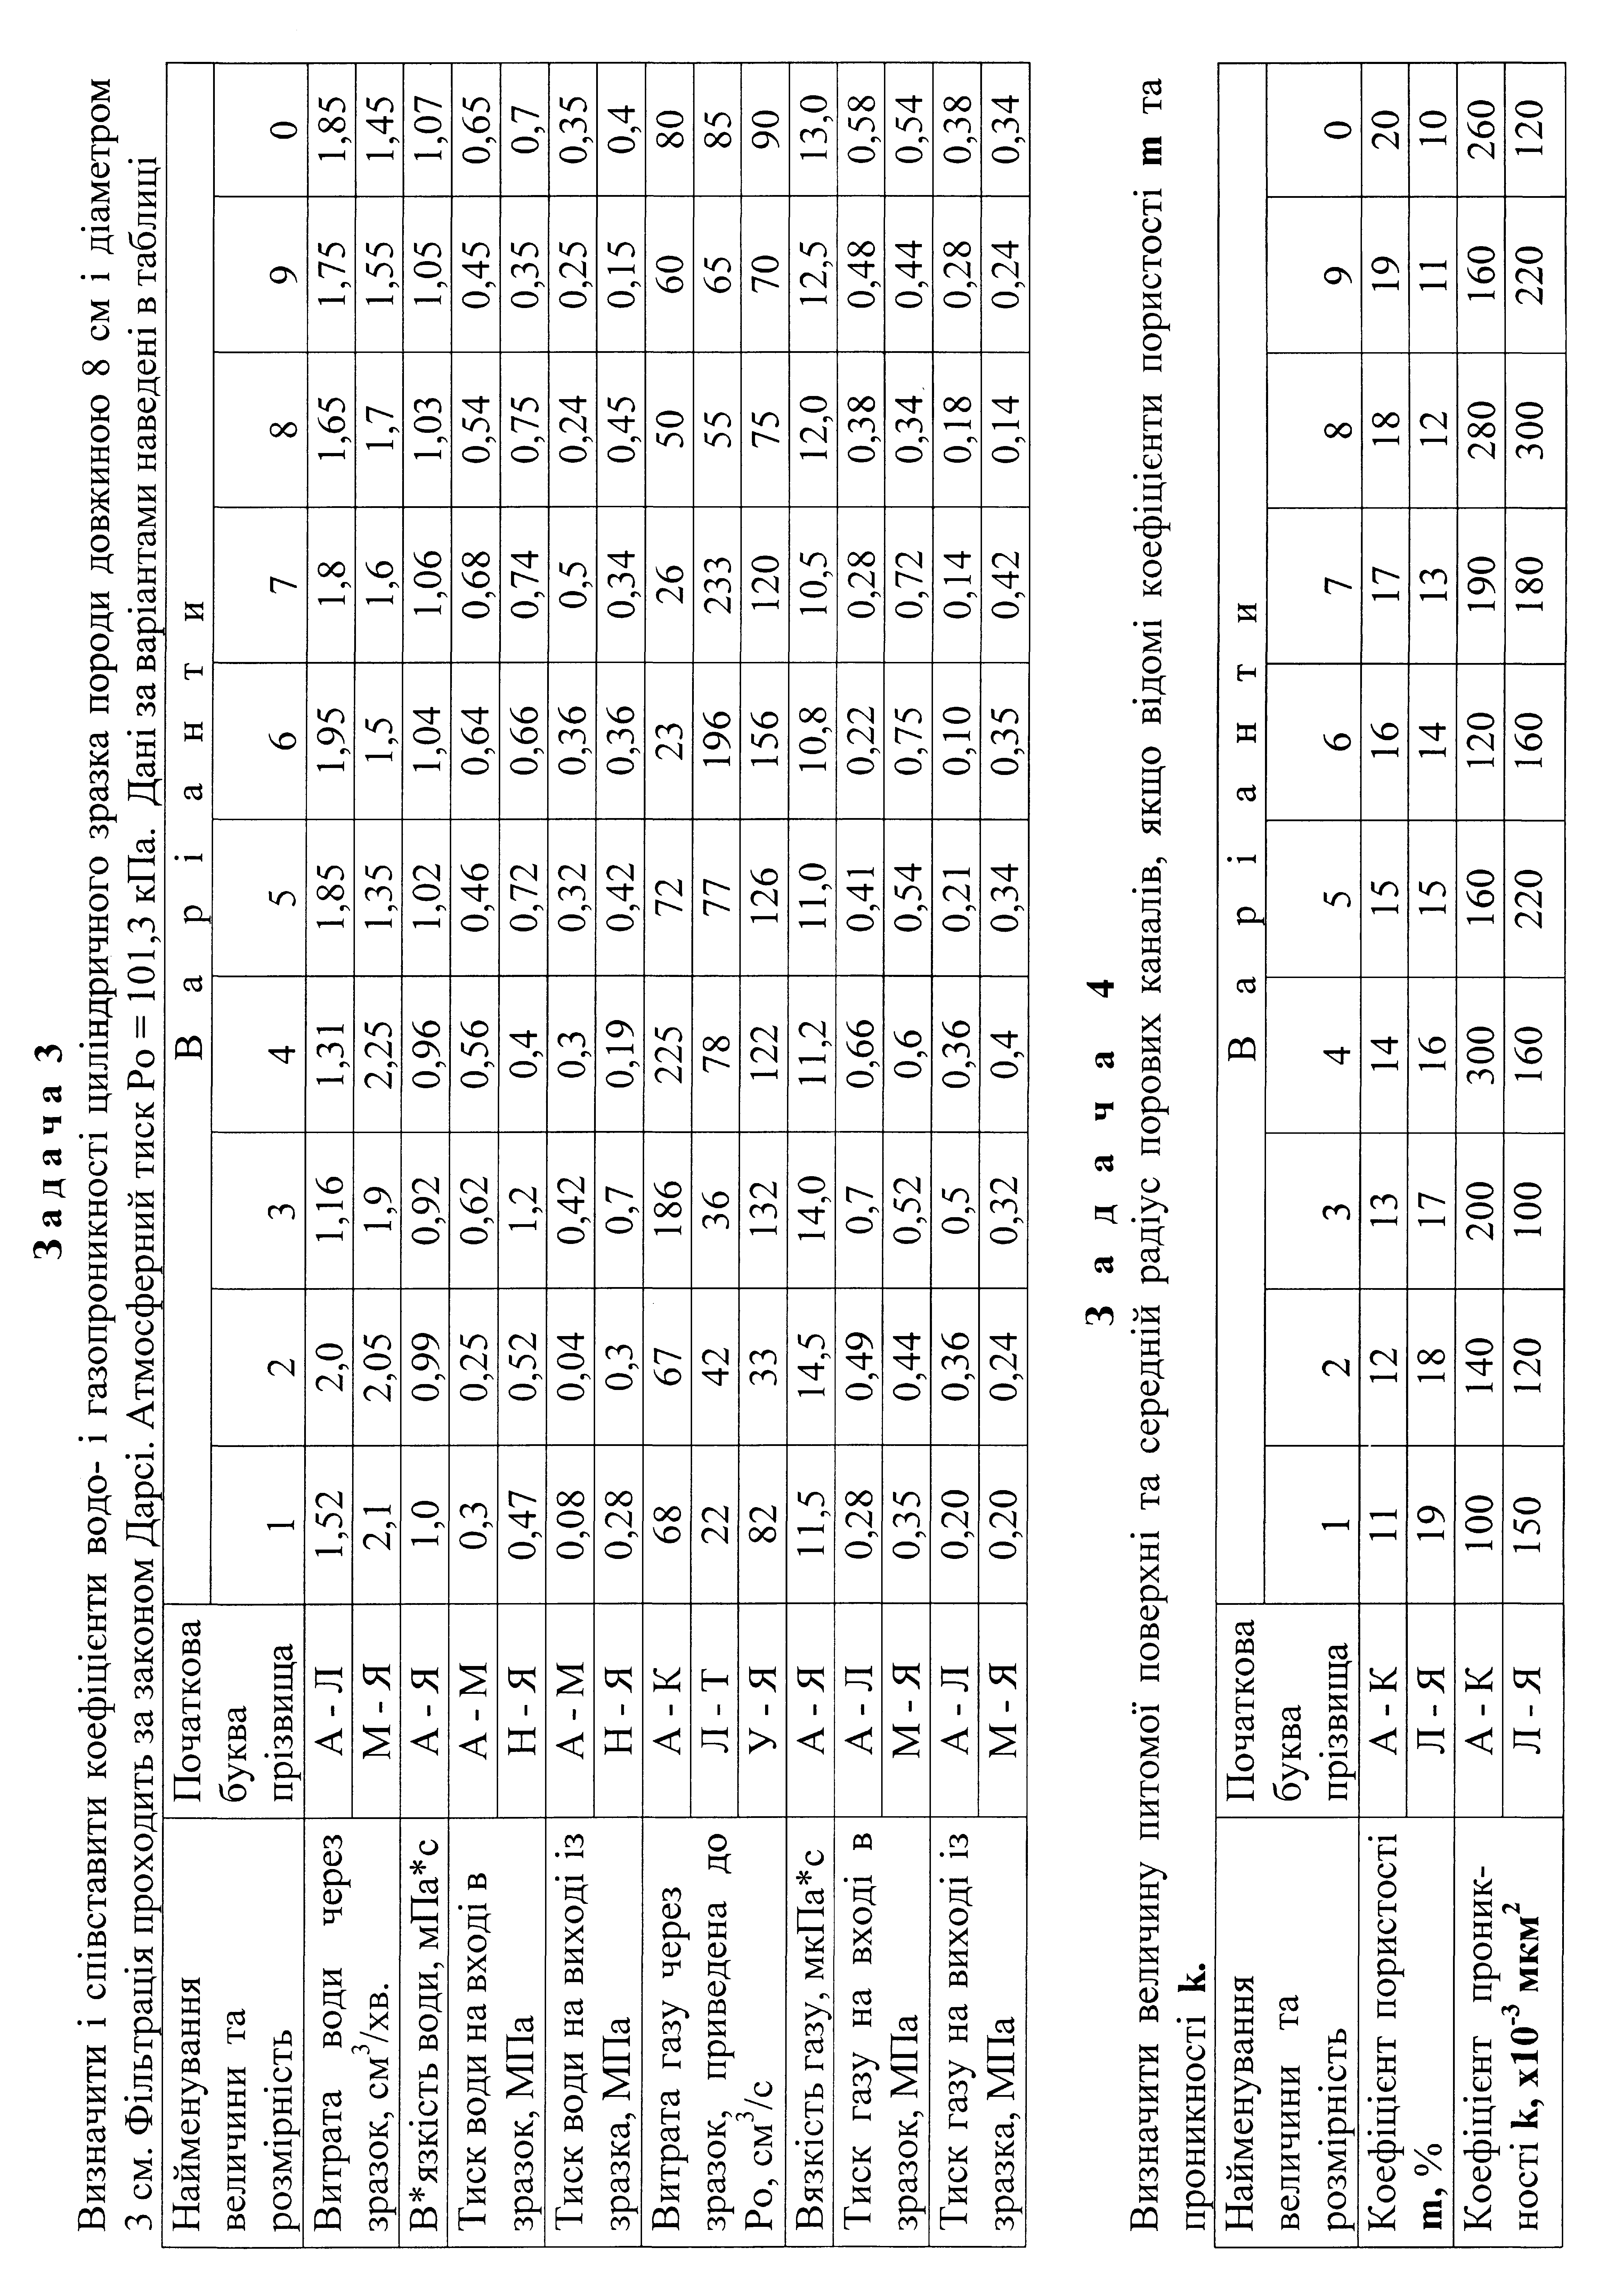 Задача 3
Визначити і співставити коефіцієнти водо- і газопроникності циліндричного зразка породи довжиною 8 см і діаметром
3 см. Фільтрація проходить за законом Дарсі. Атмосферний тиск Ро = 101,3 кПа. Дані за варіантами наведені в таблиці
Найменування величини та розмірність | Початкова буква прізвища | В а р і а н т и
1 2 3 4 5 6 7 8 9 0
Витрата води через зразок, см³/хв.
А - Л 1,52 2,0 1,16 1,31 1,85 1,95 1,8 1,65 1,75 1,85
М - Я 2,1 2,05 1,9 2,25 1,35 1,5 1,6 1,7 1,55 1,45
В*язкість води, мПа*с
А - Я 1,0 0,99 0,92 0,96 1,02 1,04 1,06 1,03 1,05 1,07
Тиск води на вході в зразок, МПа
А - М 0,3 0,25 0,62 0,56 0,46 0,64 0,68 0,54 0,45 0,65
Н - Я 0,47 0,52 1,2 0,4 0,72 0,66 0,74 0,75 0,35 0,7
Тиск води на виході із зразка, МПа
А - М 0,08 0,04 0,42 0,3 0,32 0,36 0,5 0,24 0,25 0,35
Н - Я 0,28 0,3 0,7 0,19 0,42 0,36 0,34 0,45 0,15 0,4
Витрата газу через зразок, приведена до Ро, см³/с
А - К 68 67 186 225 72 23 26 50 60 80
Л - Т 22 42 36 78 77 196 233 55 65 85
У - Я 82 33 132 122 126 156 120 75 70 90
Вязкість газу, мкПа*с
А - Я 11,5 14,5 14,0 11,2 11,0 10,8 10,5 12,0 12,5 13,0
Тиск газу на вході в зразок, МПа
А - Л 0,28 0,49 0,7 0,66 0,41 0,22 0,28 0,38 0,48 0,58
М - Я 0,35 0,44 0,52 0,6 0,54 0,75 0,72 0,34 0,44 0,54
Тиск газу на виході із зразка, МПа
А - Л 0,20 0,36 0,5 0,36 0,21 0,10 0,14 0,18 0,28 0,38
М - Я 0,20 0,24 0,32 0,4 0,34 0,35 0,42 0,14 0,24 0,34
З а д а ч а 4
Визначити величину питомої поверхні та середній радіус порових каналів, якщо відомі коефіцієнти пористості m та
проникності k.
Найменування величини та розмірність | Початкова буква прізвища | В а р і а н т и
1 2 3 4 5 6 7 8 9 0
Коефіцієнт пористості m, %
А - К 11 12 13 14 15 16 17 18 19 20
Л - Я 19 18 17 16 15 14 13 12 11 10
Коефіцієнт проник-
ності k, х10⁻³ мкм²
А - К 100 140 200 300 160 120 190 280 160 260
Л - Я 150 120 100 160 220 160 180 300 220 120